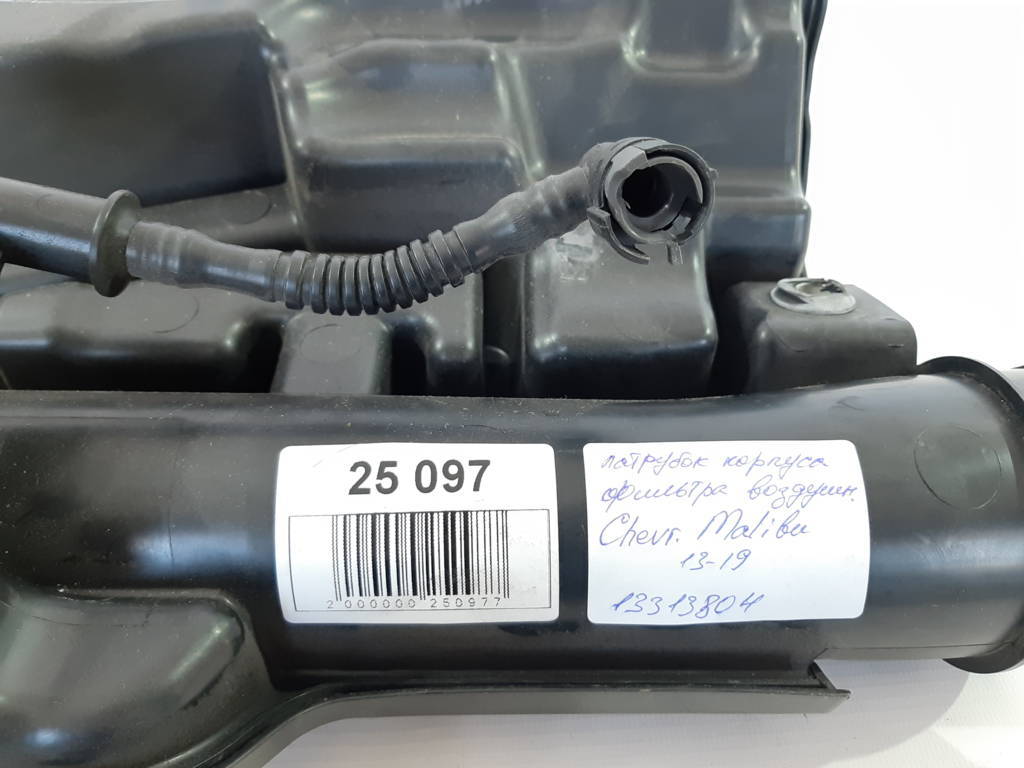 25 097
2 000000 250977
патрубок корпуса
фильтра воздушн.
Chevr. Malibu
13-19
13313804